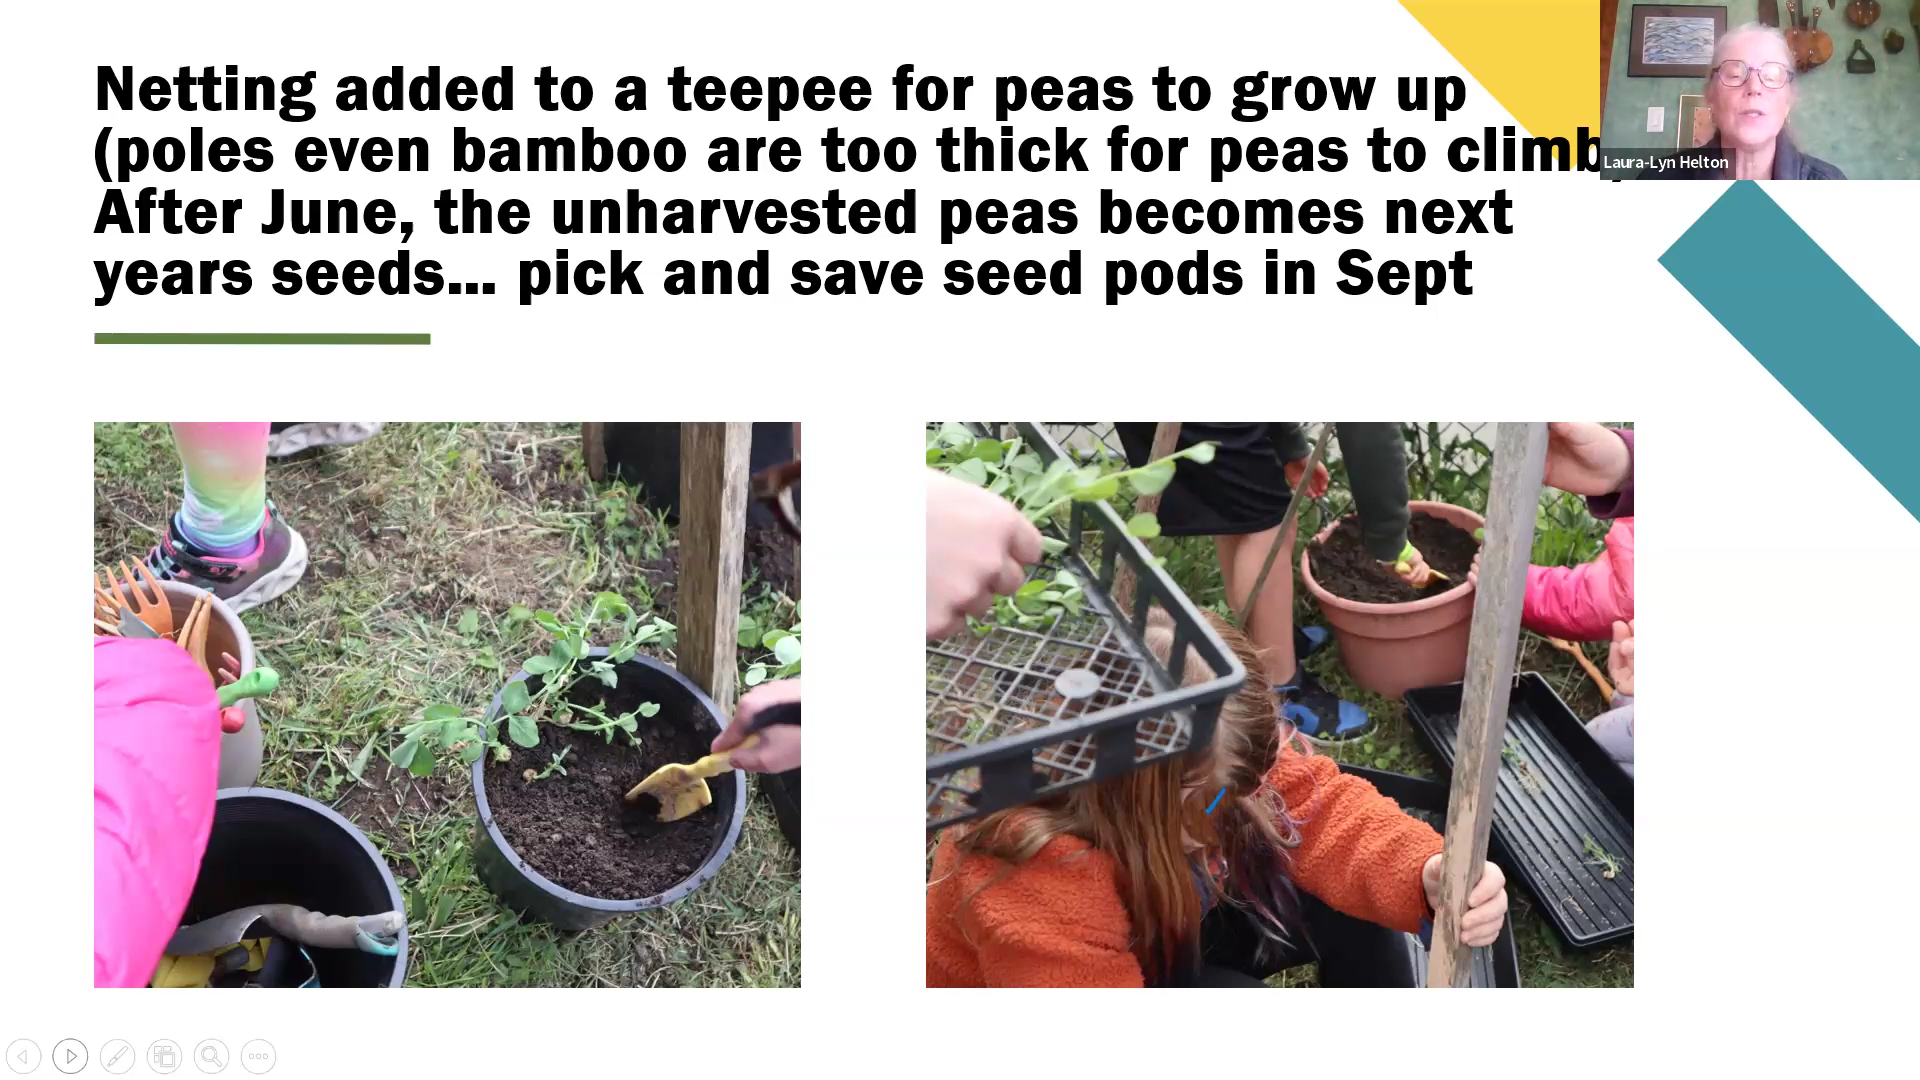 Netting added to a teepee for peas to grow up
(poles even bamboo are too thick for peas to climb)
After June, the unharvested peas becomes next
years seeds... pick and save seed pods in Sept
Laura-Lyn Helton